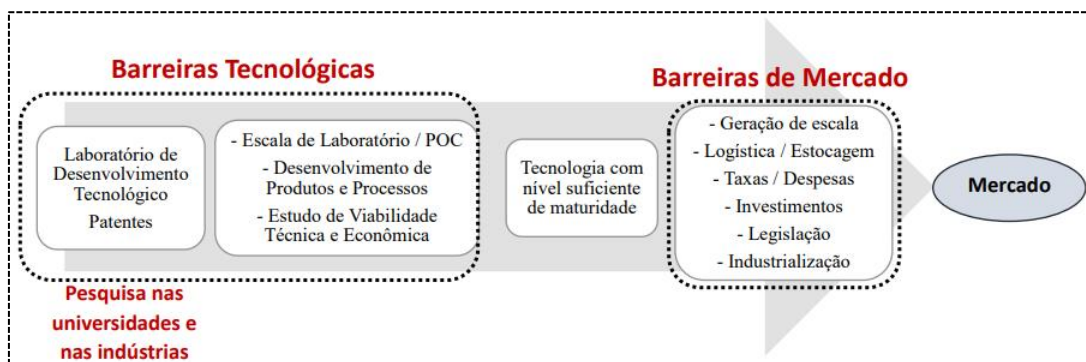 Barreiras Tecnológicas
Laboratório de
Desenvolvimento
Tecnológico
Patentes
- Escala de Laboratório / POC
- Desenvolvimento de
Produtos e Processos
- Estudo de Viabilidade
Técnica e Econômica
Pesquisa nas
universidades e
nas indústrias
Tecnologia com
nível suficiente
de maturidade
Barreiras de Mercado
- Geração de escala
- Logística / Estocagem
- Taxas / Despesas
- Investimentos
- Legislação
- Industrialização
Mercado